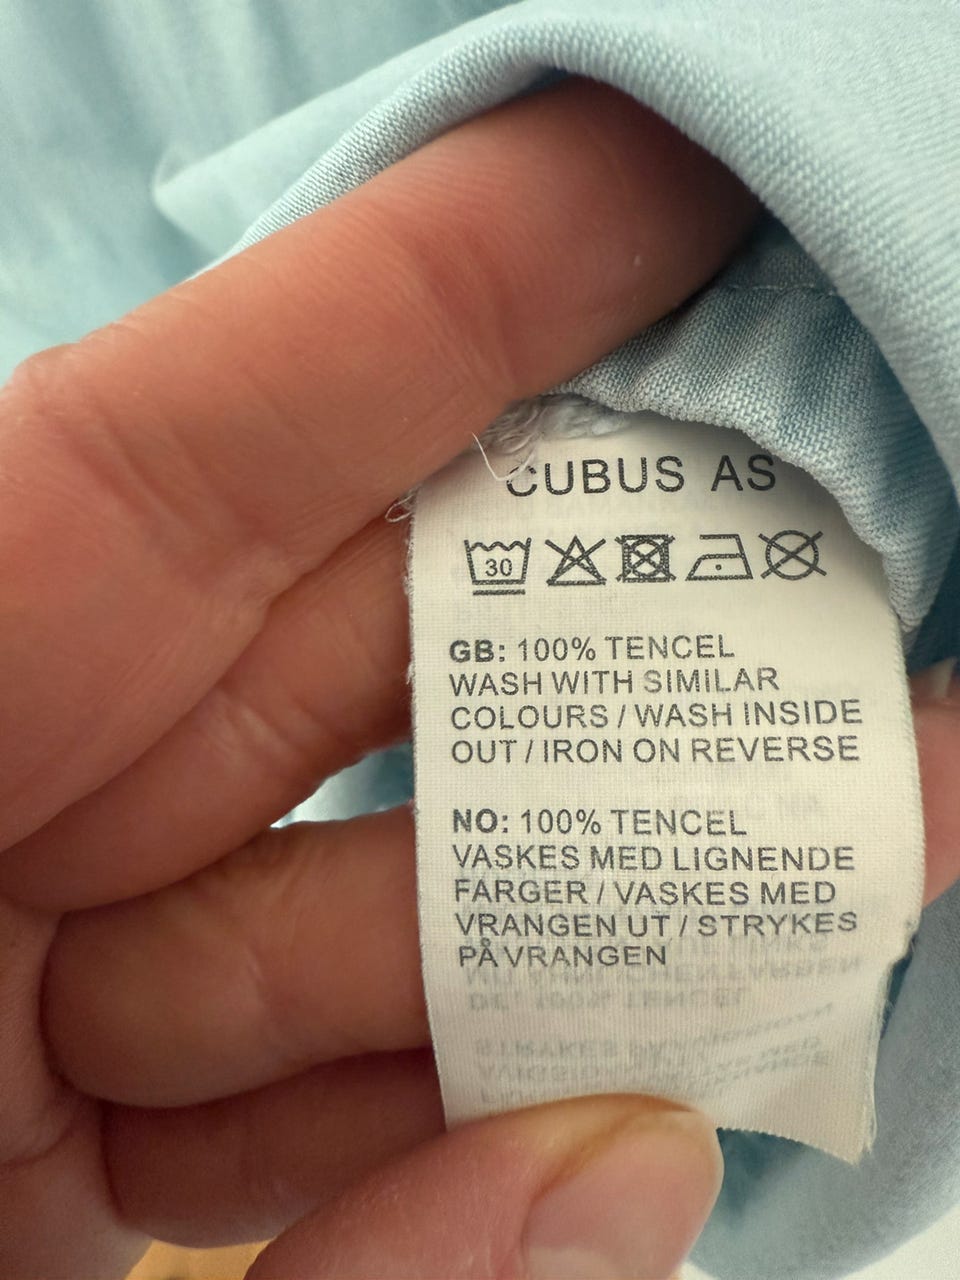 CUBUS AS
30
GB: 100% TENCEL
WASH WITH SIMILAR
COLOURS / WASH INSIDE
OUT / IRON ON REVERSE
NO: 100% TENCEL
VASKES MED LIGNENDE
FARGER / VASKES MED
VRANGEN UT / STRYKES
PÅ VRANGEN